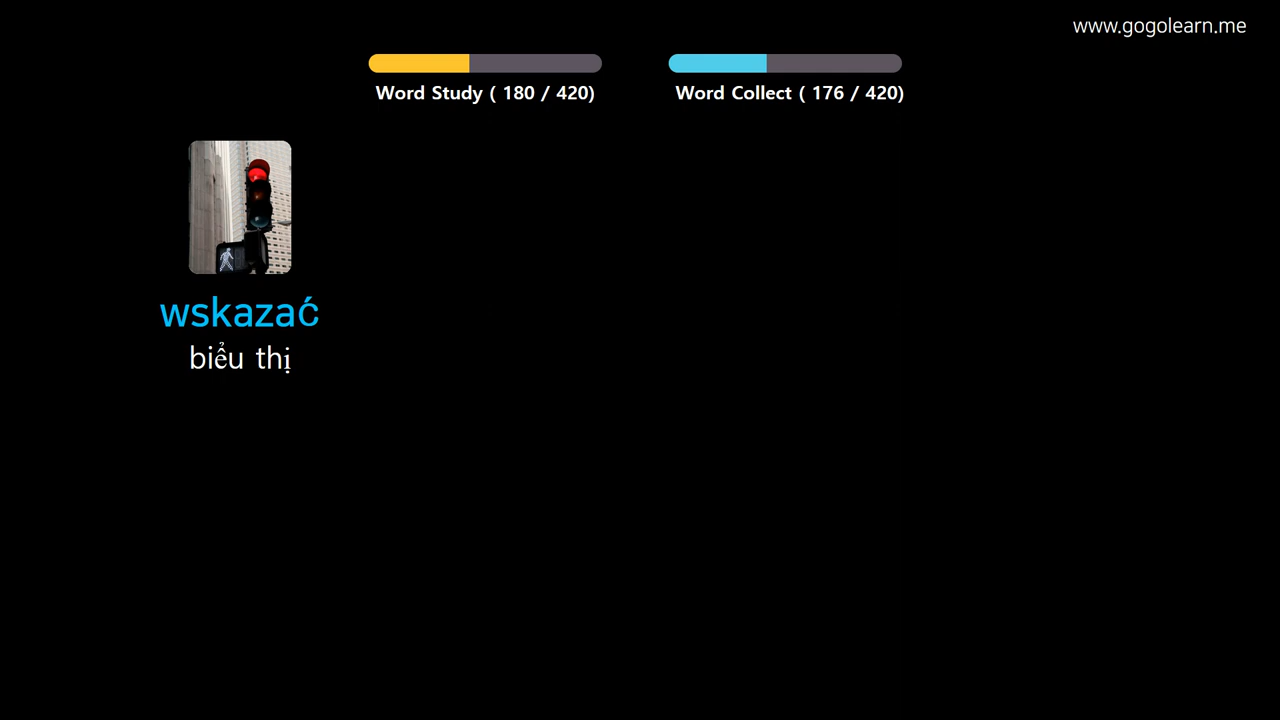 www.gogolearn.me
Word Study ( 180 / 420)
Word Collect ( 176 / 420)
wskazać
biểu thị